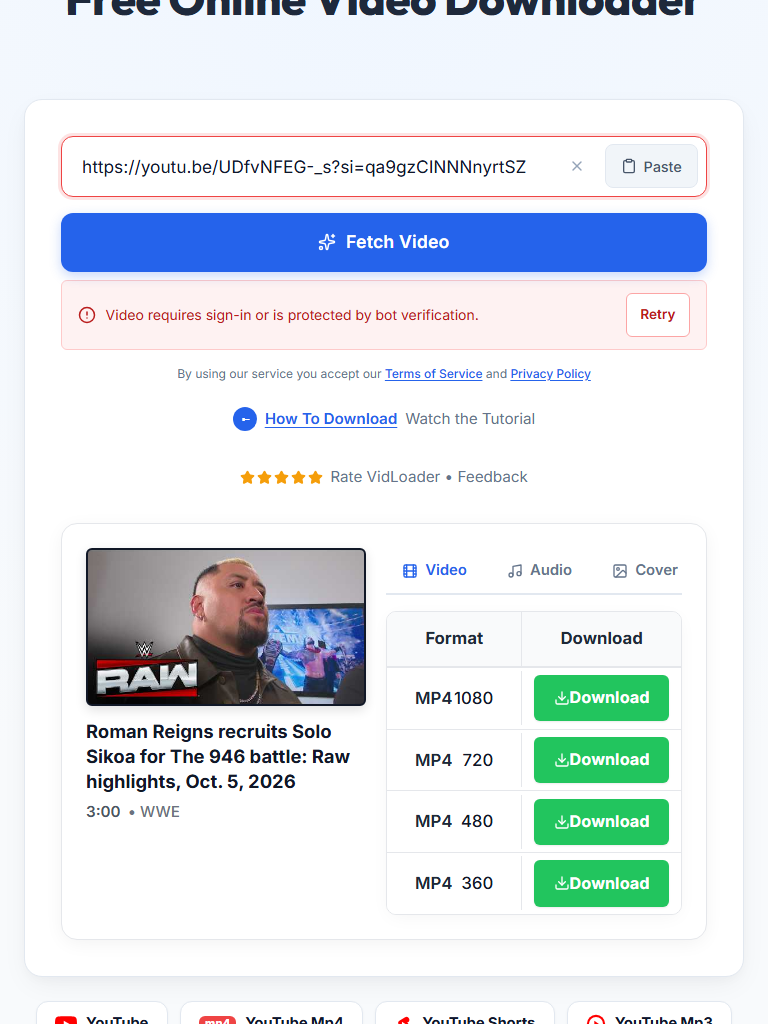 Free Online Video Downloader
https://youtu.be/UDfvNFEG-_s?si=qa9gzCINNNnyrtSZ
Paste
Fetch Video
Video requires sign-in or is protected by bot verification.
Retry
By using our service you accept our Terms of Service and Privacy Policy
How To Download Watch the Tutorial
Rate VidLoader • Feedback
RAW
Roman Reigns recruits Solo
Sikoa for The 946 battle: Raw
highlights, Oct. 5, 2026
3:00 • WWE
Video Audio Cover
Format Download
MP4 1080 Download
MP4 720 Download
MP4 480 Download
MP4 360 Download
YouTube
mp4 YouTube Mp4
YouTube Shorts
YouTube Mp3